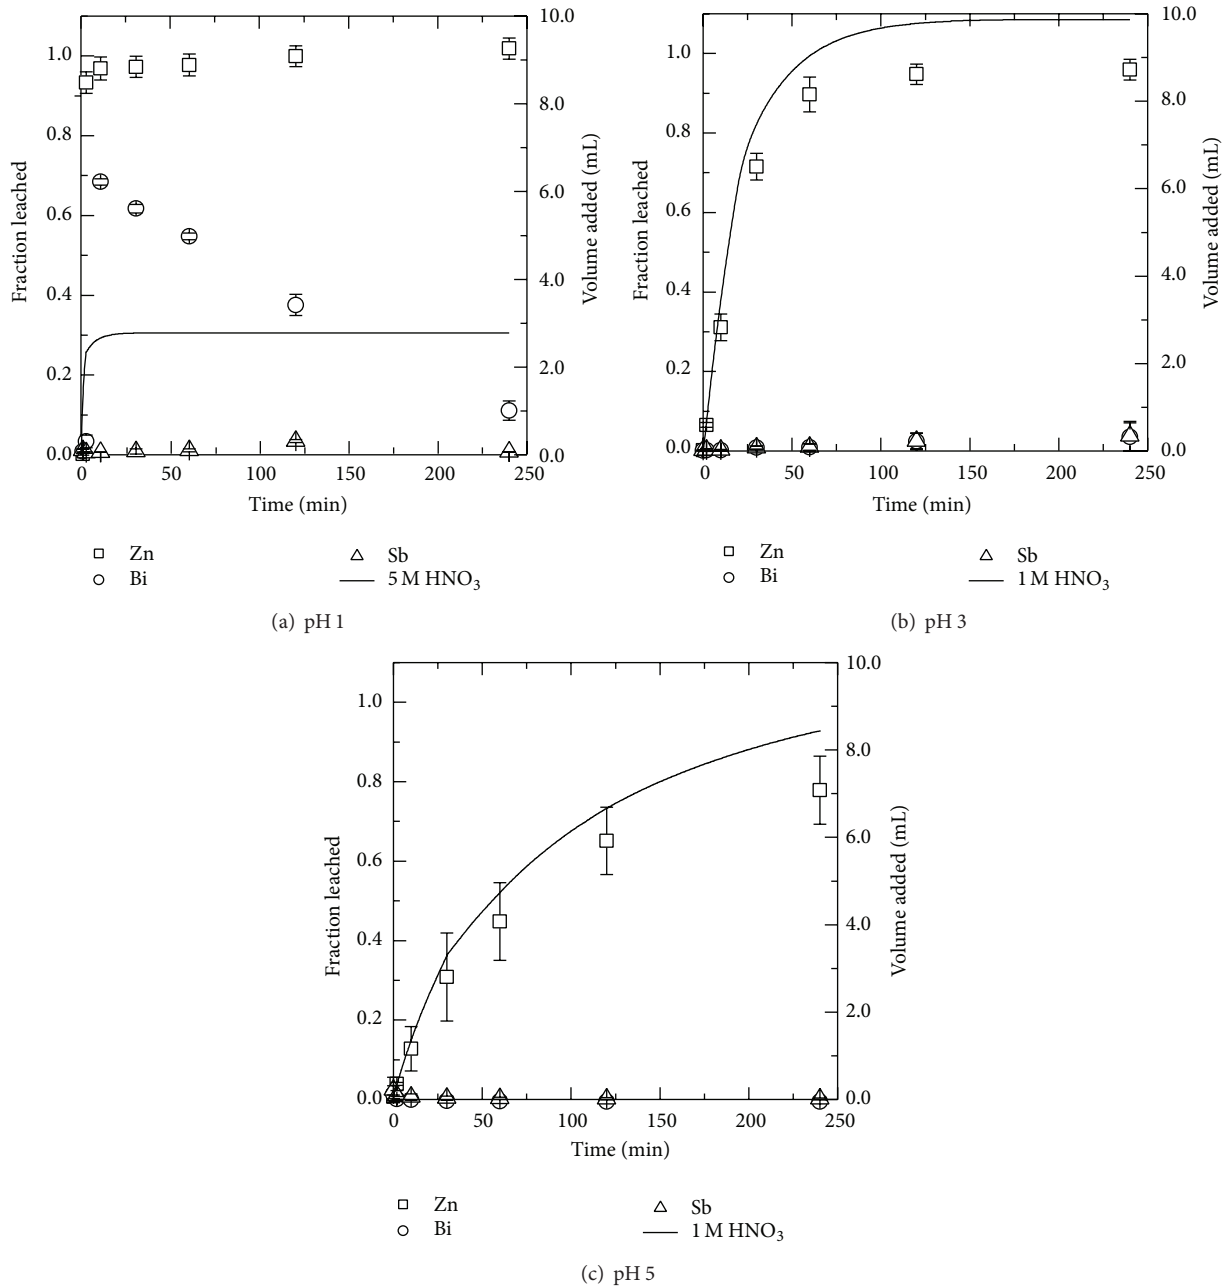 10.0
1.0
8.0
0.8
6.0
0.6
4.0
0.4
2.0
0.2
0.0
0.0
0 50 100 150 200 250
Fraction leached
Volume added (mL)
Time (min)
Zn
Sb
Bi
5 M HNO₃
(a) pH 1
10.0
1.0
8.0
0.8
6.0
0.6
4.0
0.4
2.0
0.2
0.0
0.0
0 50 100 150 200 250
Fraction leached
Volume added (mL)
Time (min)
Zn
Sb
Bi
1 M HNO₃
(b) pH 3
10.0
1.0
8.0
0.8
6.0
0.6
4.0
0.4
2.0
0.2
0.0
0.0
0 50 100 150 200 250
Fraction leached
Volume added (mL)
Time (min)
Zn
Sb
Bi
1 M HNO₃
(c) pH 5